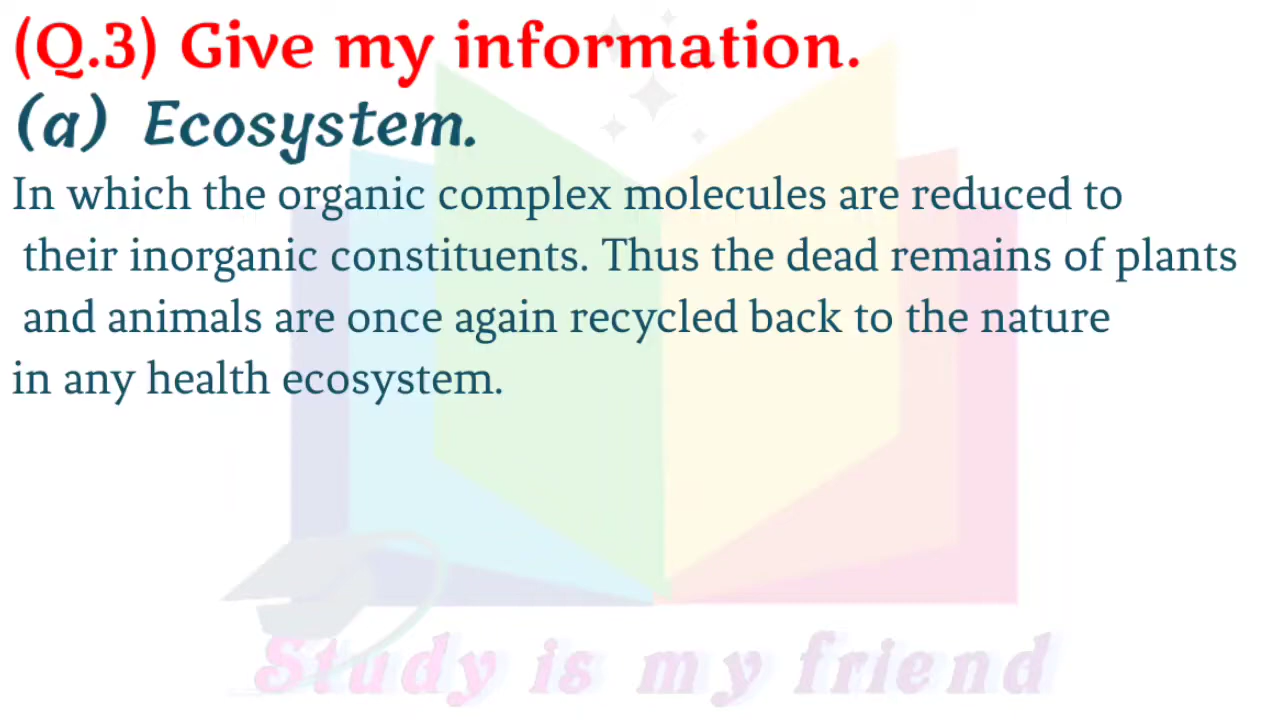 (Q.3) Give my information.
(a) Ecosystem.
In which the organic complex molecules are reduced to
their inorganic constituents. Thus the dead remains of plants
and animals are once again recycled back to the nature
in any health ecosystem.
Study is my friend